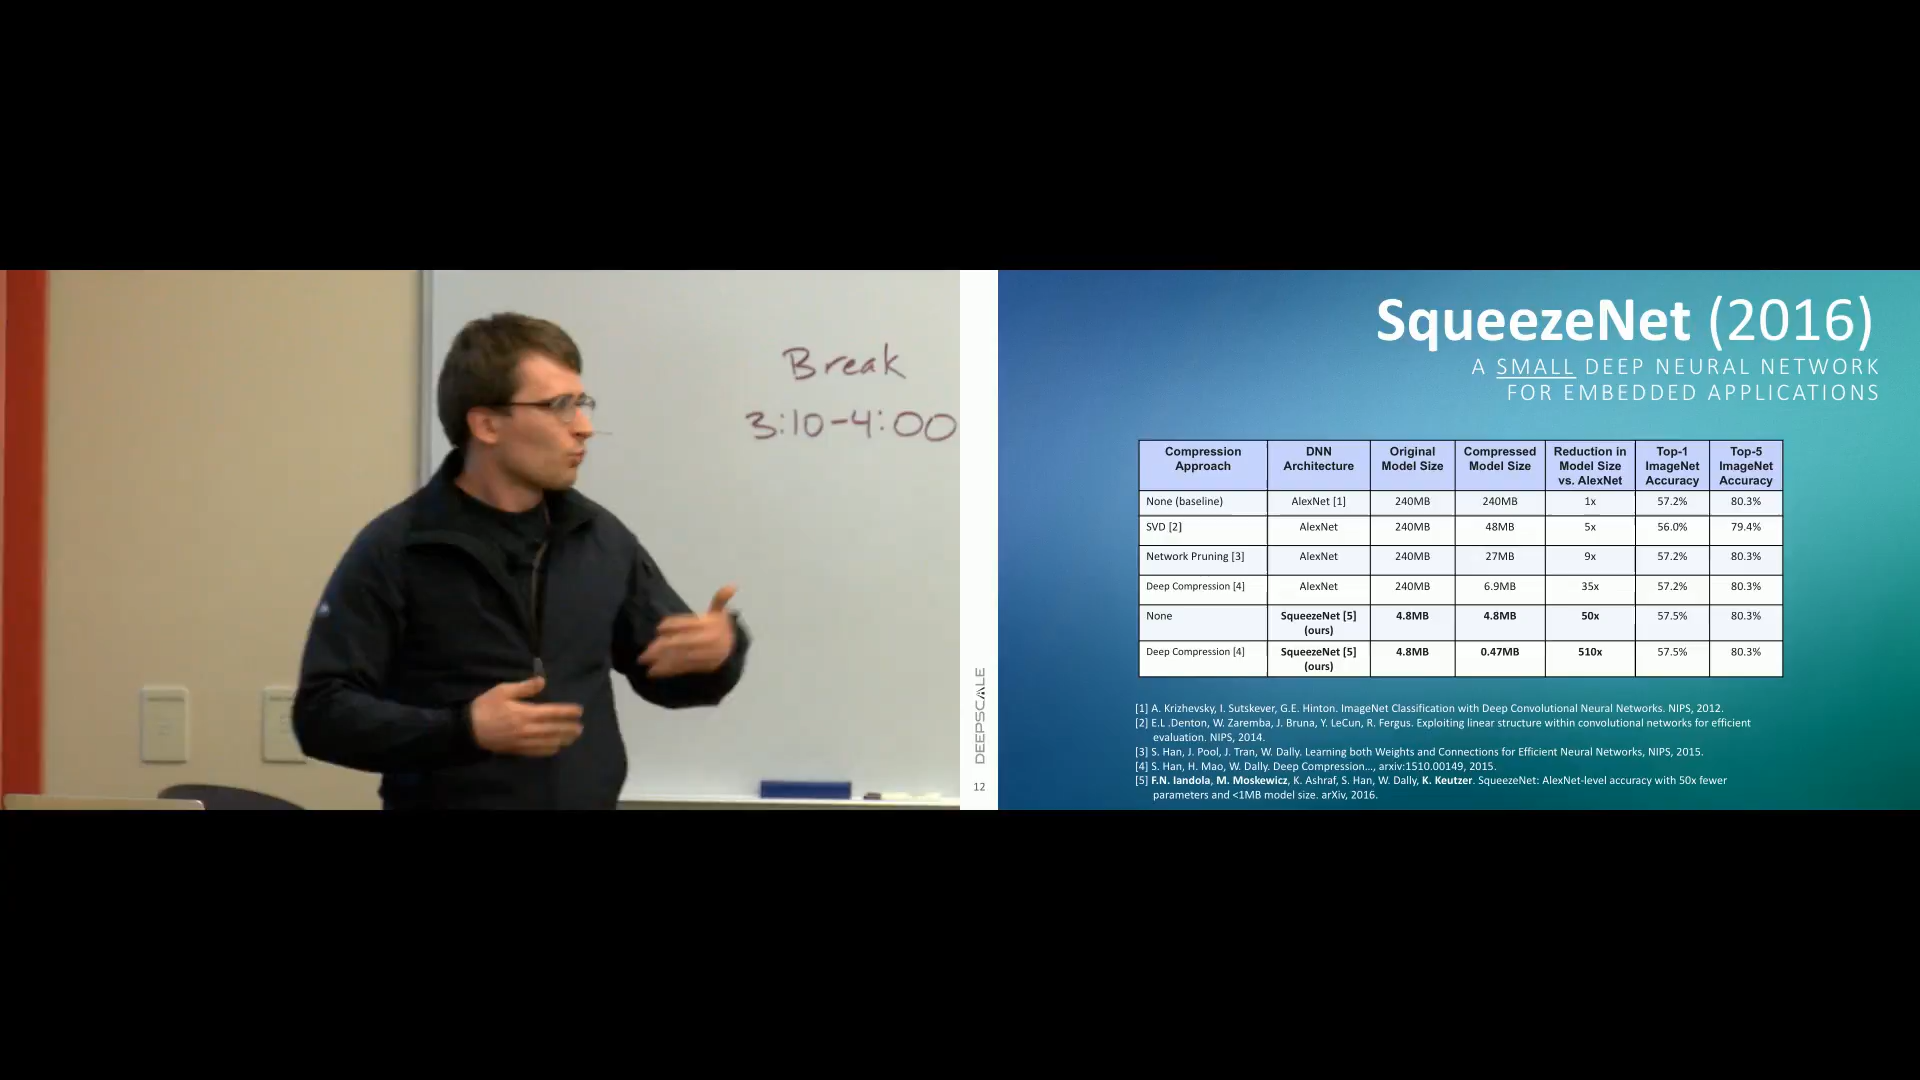 Break
3:10-4:00
DEEPSCALE
12
SqueezeNet (2016)
A SMALL DEEP NEURAL NETWORK
FOR EMBEDDED APPLICATIONS
Compression Approach | DNN Architecture | Original Model Size | Compressed Model Size | Reduction in Model Size vs. AlexNet | Top-1 ImageNet Accuracy | Top-5 ImageNet Accuracy
None (baseline) | AlexNet [1] | 240MB | 240MB | 1x | 57.2% | 80.3%
SVD [2] | AlexNet | 240MB | 48MB | 5x | 56.0% | 79.4%
Network Pruning [3] | AlexNet | 240MB | 27MB | 9x | 57.2% | 80.3%
Deep Compression [4] | AlexNet | 240MB | 6.9MB | 35x | 57.2% | 80.3%
None | SqueezeNet [5] (ours) | 4.8MB | 4.8MB | 50x | 57.5% | 80.3%
Deep Compression [4] | SqueezeNet [5] (ours) | 4.8MB | 0.47MB | 510x | 57.5% | 80.3%
[1] A. Krizhevsky, I. Sutskever, G.E. Hinton. ImageNet Classification with Deep Convolutional Neural Networks. NIPS, 2012.
[2] E.L .Denton, W. Zaremba, J. Bruna, Y. LeCun, R. Fergus. Exploiting linear structure within convolutional networks for efficient
evaluation. NIPS, 2014.
[3] S. Han, J. Pool, J. Tran, W. Dally. Learning both Weights and Connections for Efficient Neural Networks, NIPS, 2015.
[4] S. Han, H. Mao, W. Dally. Deep Compression..., arxiv:1510.00149, 2015.
[5] F.N. Iandola, M. Moskewicz, K. Ashraf, S. Han, W. Dally, K. Keutzer. SqueezeNet: AlexNet-level accuracy with 50x fewer
parameters and <1MB model size. arXiv, 2016.